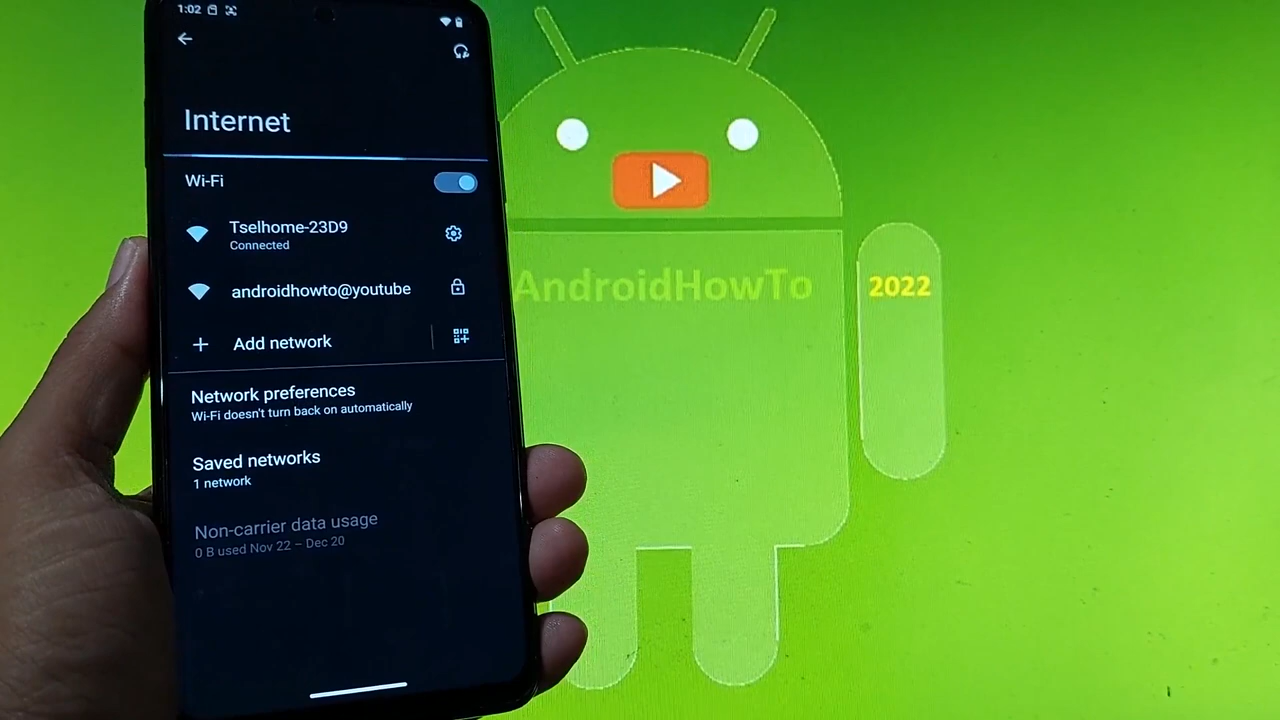 1:02
Internet
Wi-Fi
Tselhome-23D9
Connected
androidhowto@youtube
Add network
Network preferences
Wi-Fi doesn't turn back on automatically
Saved networks
1 network
Non-carrier data usage
0 B used Nov 22 – Dec 20
AndroidHowTo
2022